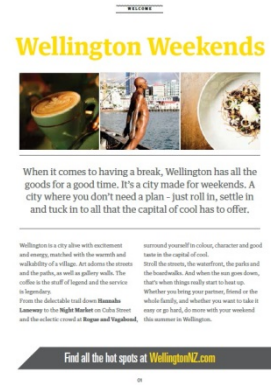 WELCOME
Wellington Weekends
When it comes to having a break, Wellington has all the
goods for a good time. It's a city made for weekends. A
city where you don't need a plan – just roll in, settle in
and tuck in to all that the capital of cool has to offer.
Wellington is a city alive with excitement
and energy, matched with the warmth and
walkability of a village. Art adorns the streets
and the paths, as well as gallery walls. The
coffee is the stuff of legend and the service
is legendary.
From the delectable trail down Hannahs
Laneway to the Night Market on Cuba Street
and the eclectic crowd at Rogue and Vagabond,
surround yourself in colour, character and good
taste in the capital of cool.
Stroll the streets, the waterfront, the parks and
the boardwalks. And when the sun goes down,
that's when things really start to heat up.
Whether you bring your partner, friend or the
whole family, and whether you want to take it
easy or go hard, do more with your weekend
this summer in Wellington.
Find all the hot spots at WellingtonNZ.com